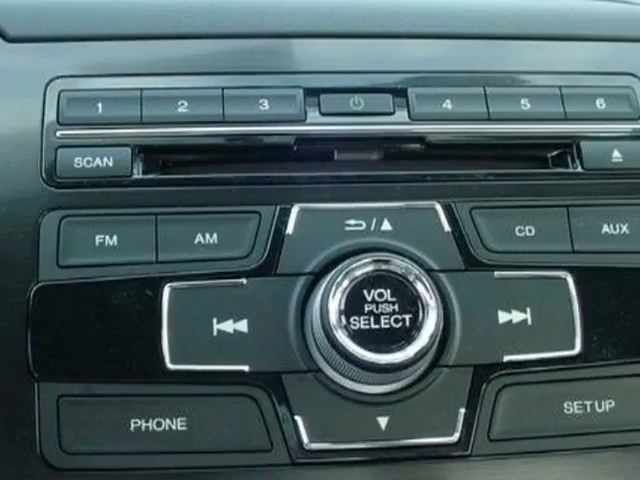 1 2 3 4 5 6
SCAN
FM AM CD AUX
VOL
PUSH
SELECT
PHONE SETUP